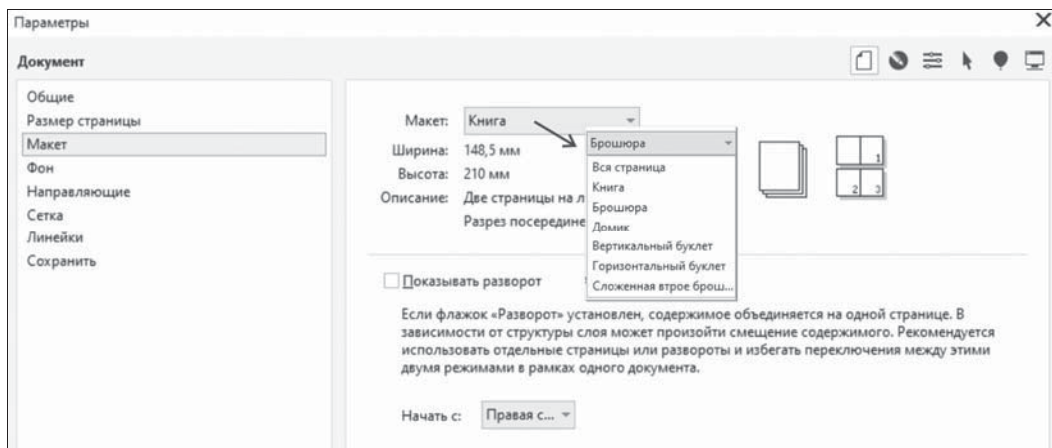 Параметры
Документ
Общие
Размер страницы
Макет
Фон
Направляющие
Сетка
Линейки
Сохранить
Макет: Книга
Ширина: 148,5 мм
Высота: 210 мм
Описание: Две страницы на л
Разрез посередине
Брошюра
Вся страница
Книга
Брошюра
Домик
Вертикальный буклет
Горизонтальный буклет
Сложенная втрое брош...
1
2 3
Показывать разворот
Если флажок «Разворот» установлен, содержимое объединяется на одной странице. В
зависимости от структуры слоя может произойти смещение содержимого. Рекомендуется
использовать отдельные страницы или развороты и избегать переключения между этими
двумя режимами в рамках одного документа.
Начать с: Правая с...